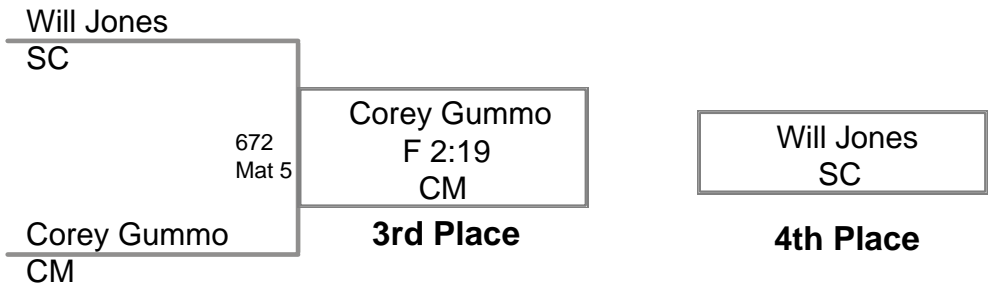 Will Jones
SC
672
Mat 5
Corey Gummo
CM
Corey Gummo
F 2:19
CM
3rd Place
Will Jones
SC
4th Place